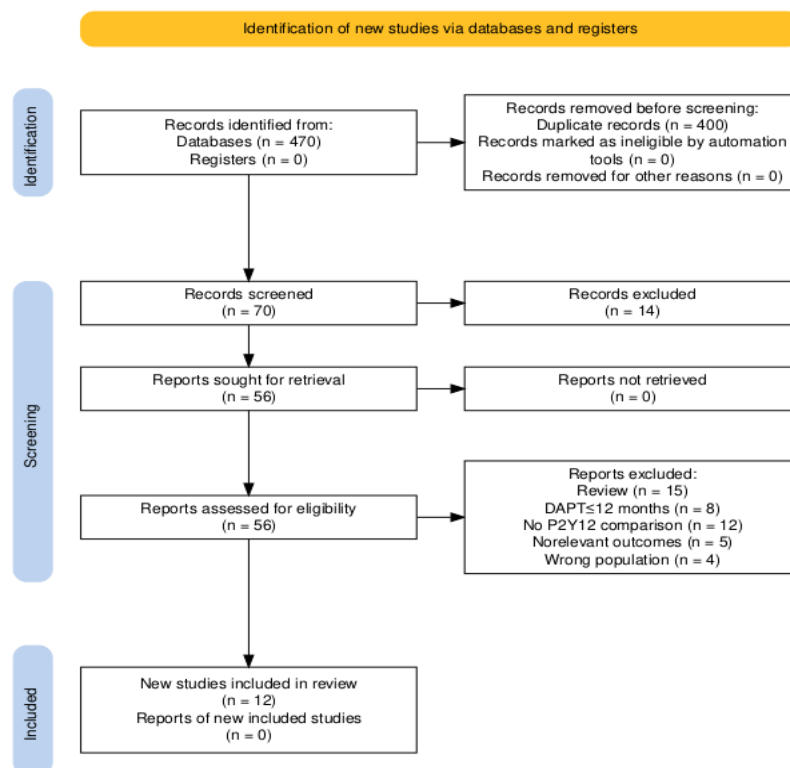 Identification of new studies via databases and registers
Identification
Records identified from:
Databases (n = 470)
Registers (n = 0)
Records removed before screening:
Duplicate records (n = 400)
Records marked as ineligible by automation
tools (n = 0)
Records removed for other reasons (n = 0)
Screening
Records screened
(n = 70)
Records excluded
(n = 14)
Reports sought for retrieval
(n = 56)
Reports not retrieved
(n = 0)
Reports assessed for eligibility
(n = 56)
Reports excluded:
Review (n = 15)
DAPT≤12 months (n = 8)
No P2Y12 comparison (n = 12)
Norelevant outcomes (n = 5)
Wrong population (n = 4)
Included
New studies included in review
(n = 12)
Reports of new included studies
(n = 0)